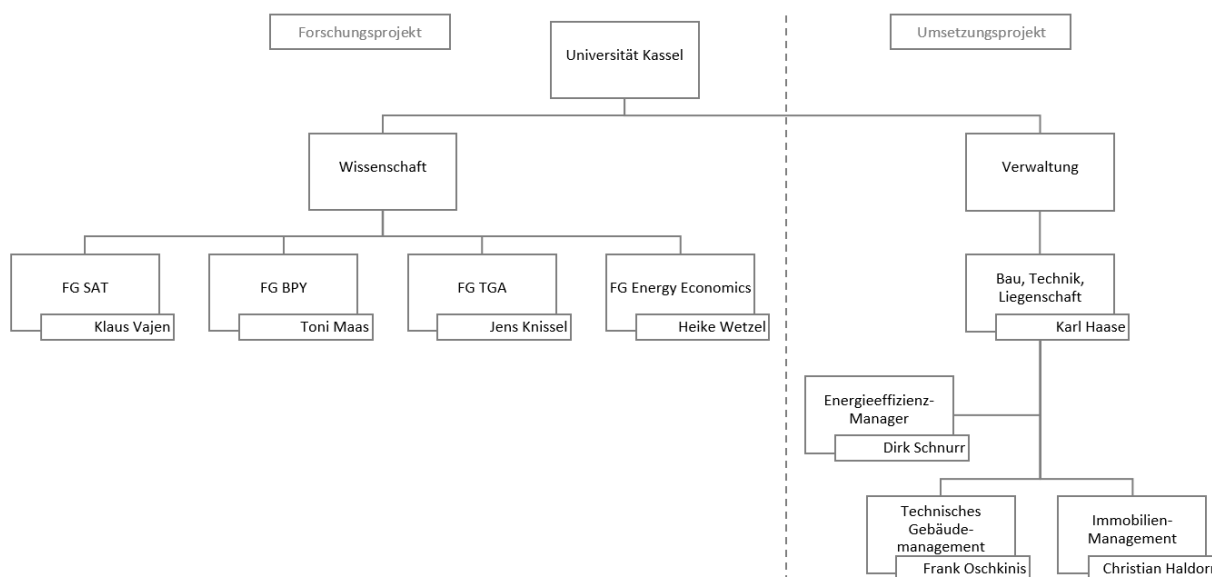 Forschungsprojekt
Universität Kassel
Umsetzungsprojekt
Wissenschaft
Verwaltung
FG SAT
Klaus Vajen
FG BPY
Toni Maas
FG TGA
Jens Knissel
FG Energy Economics
Heike Wetzel
Bau, Technik,
Liegenschaft
Karl Haase
Energieeffizienz-
Manager
Dirk Schnurr
Technisches
Gebäude-
management
Frank Oschkinis
Immobilien-
Management
Christian Haldorn